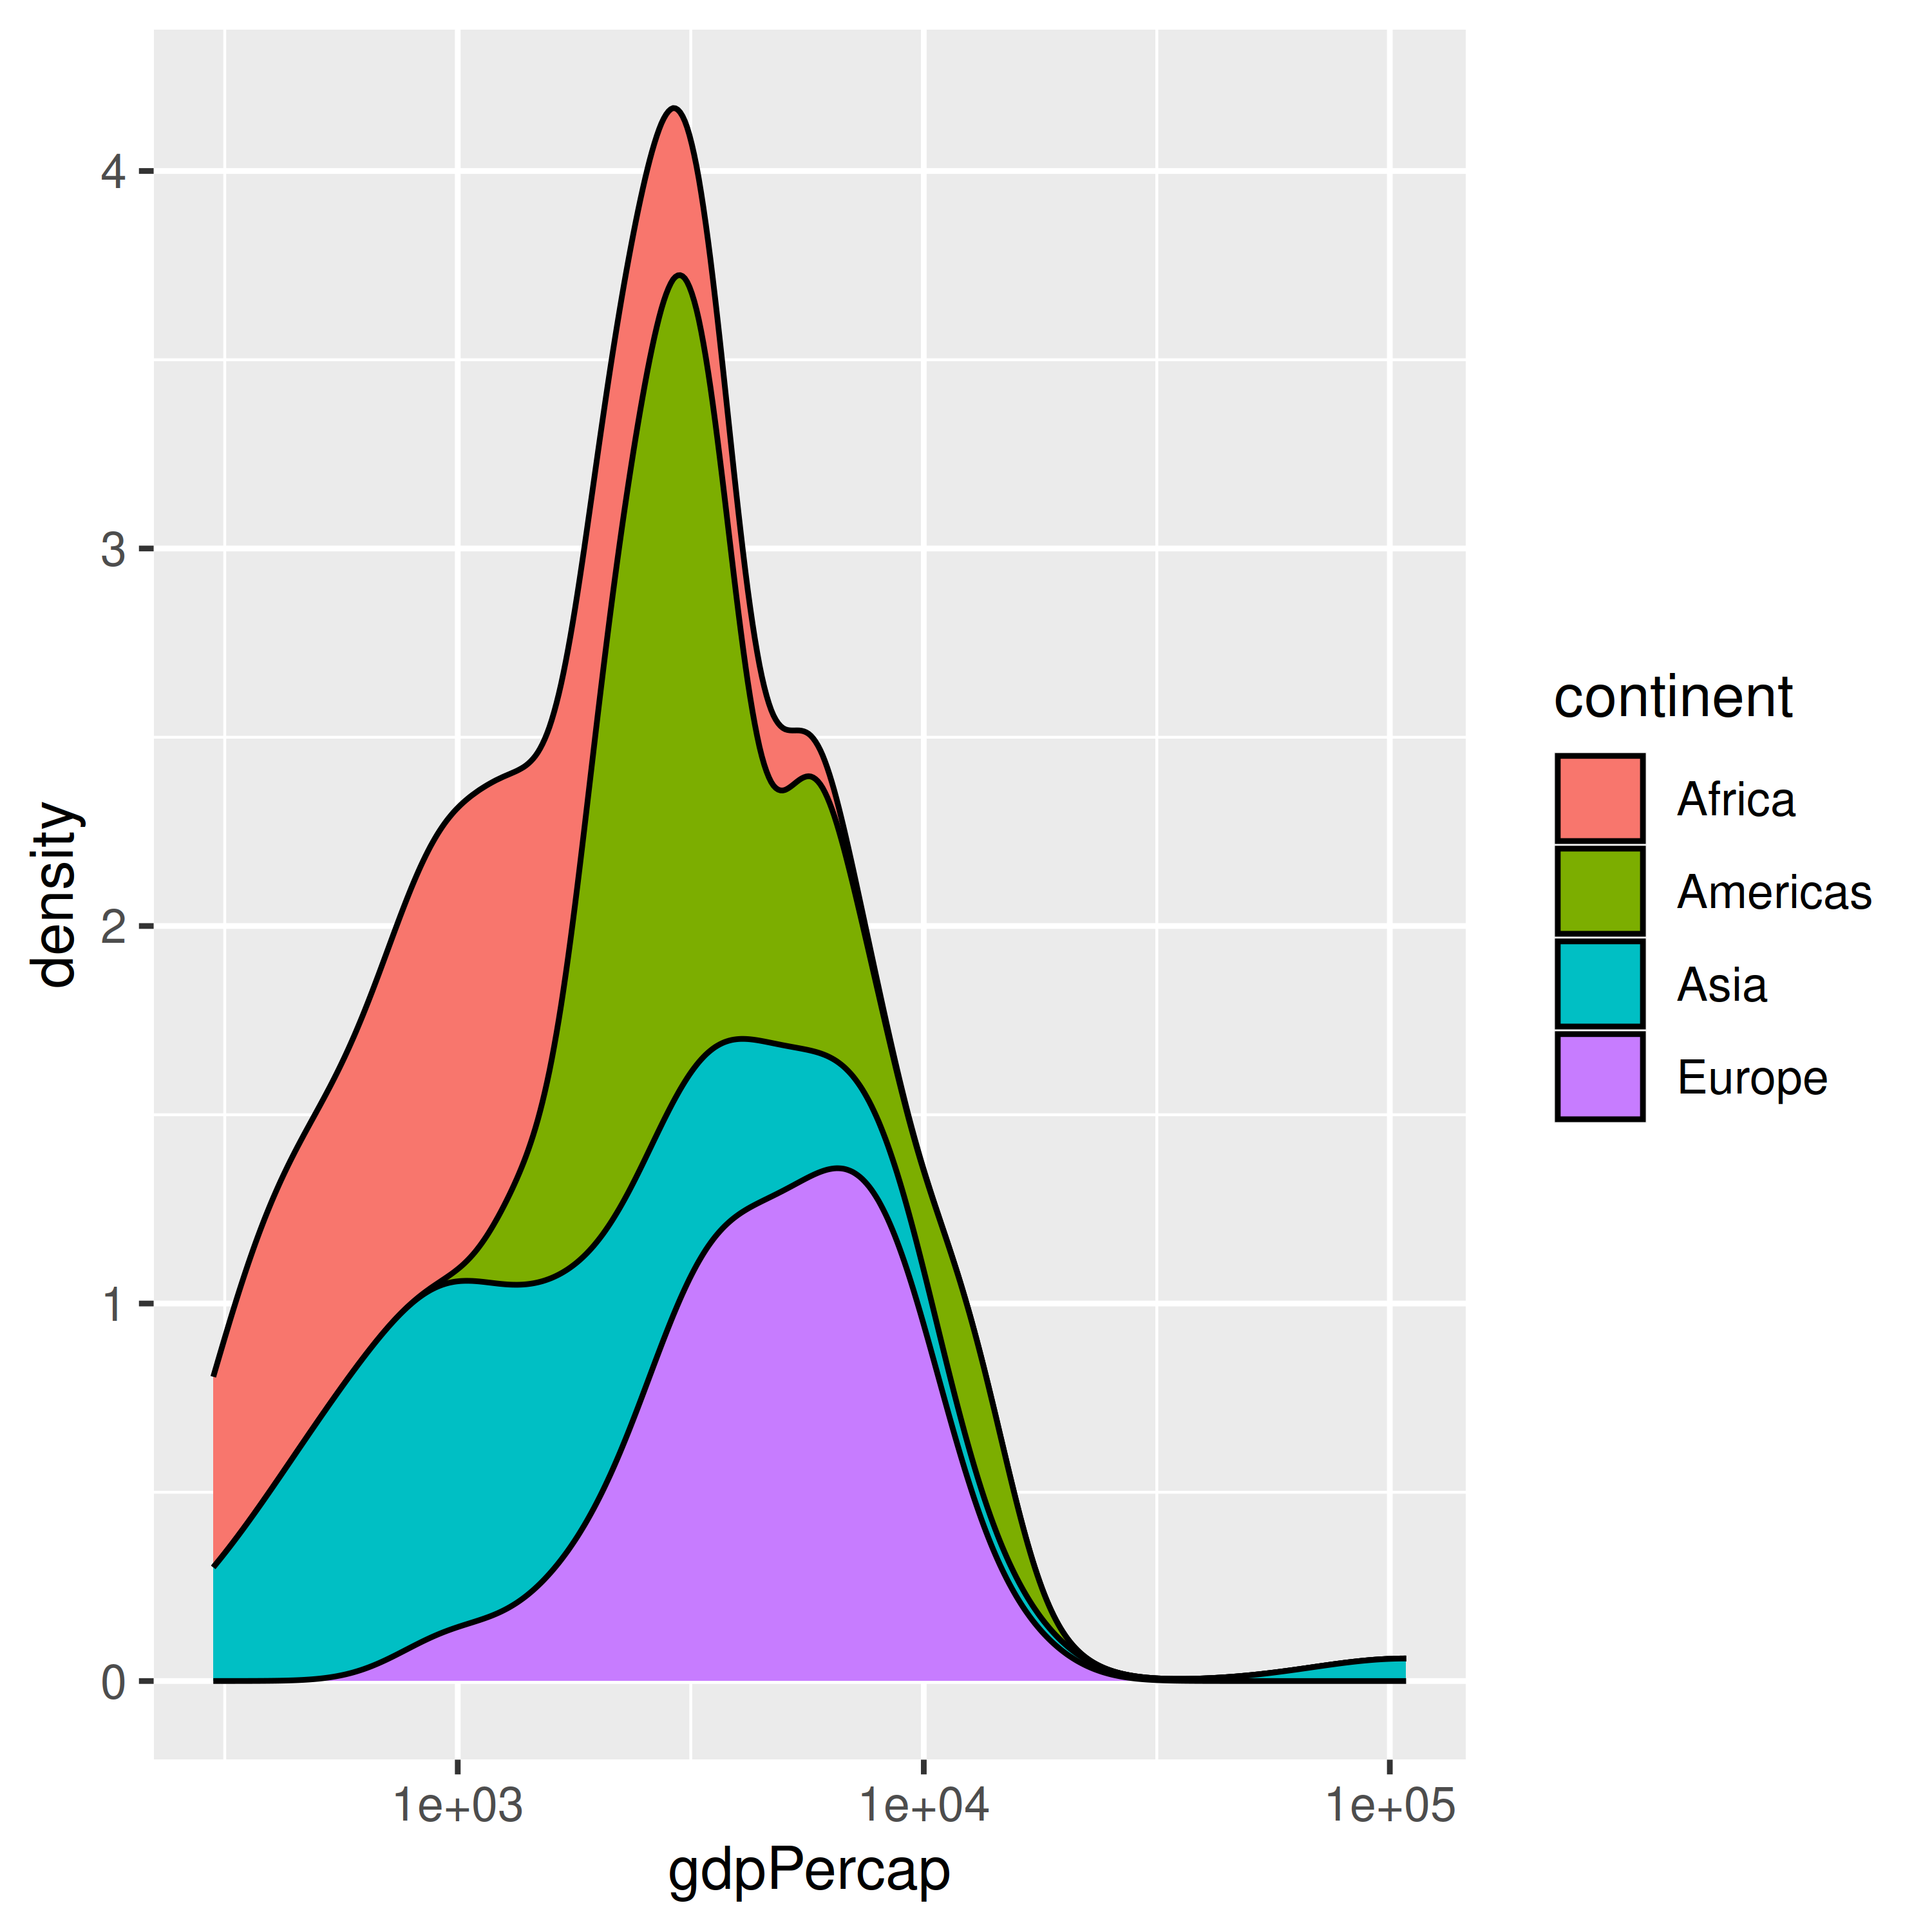 density
4
3
2
1
0
1e+03
1e+04
1e+05
gdpPercap
continent
Africa
Americas
Asia
Europe